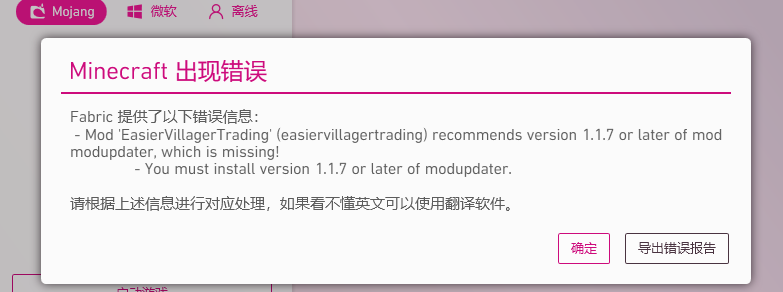 Mojang 微软 离线
Minecraft 出现错误
Fabric 提供了以下错误信息：
- Mod 'EasierVillagerTrading' (easiervillagertrading) recommends version 1.1.7 or later of mod
modupdater, which is missing!
- You must install version 1.1.7 or later of modupdater.
请根据上述信息进行对应处理，如果看不懂英文可以使用翻译软件。
确定 导出错误报告
启动游戏